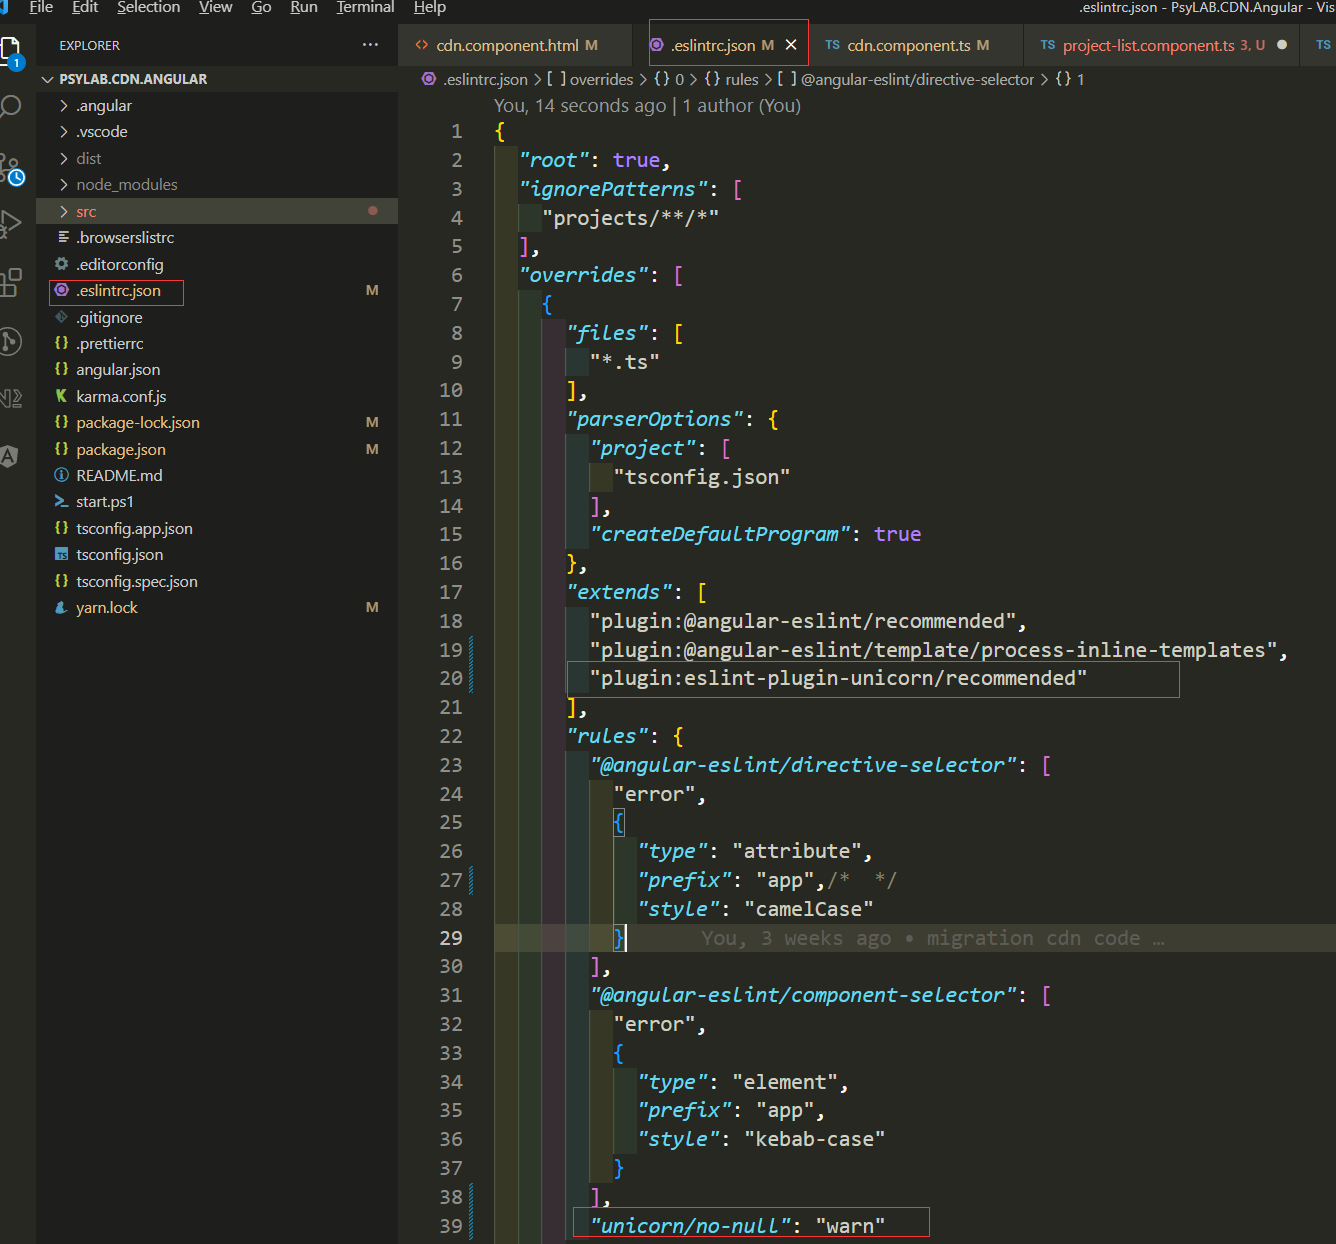 File Edit Selection View Go Run Terminal Help .eslintrc.json - PsyLAB.CDN.Angular - Vis
EXPLORER ...
<> cdn.component.html M .eslintrc.json M × TS cdn.component.ts M TS project-list.component.ts 3, U ● TS
1
PSYLAB.CDN.ANGULAR
.angular
.vscode
dist
node_modules
src
.browserslistrc
.editorconfig
.eslintrc.json M
.gitignore
{} .prettierrc
{} angular.json
karma.conf.js
{} package-lock.json M
{} package.json M
README.md
start.ps1
{} tsconfig.app.json
TS tsconfig.json
{} tsconfig.spec.json
yarn.lock M
.eslintrc.json > [ ] overrides > {} 0 > {} rules > [ ] @angular-eslint/directive-selector > {} 1
You, 14 seconds ago | 1 author (You)
1 {
2 "root": true,
3 "ignorePatterns": [
4 "projects/**/*"
5 ],
6 "overrides": [
7 {
8 "files": [
9 "*.ts"
10 ],
11 "parserOptions": {
12 "project": [
13 "tsconfig.json"
14 ],
15 "createDefaultProgram": true
16 },
17 "extends": [
18 "plugin:@angular-eslint/recommended",
19 "plugin:@angular-eslint/template/process-inline-templates",
20 "plugin:eslint-plugin-unicorn/recommended"
21 ],
22 "rules": {
23 "@angular-eslint/directive-selector": [
24 "error",
25 {
26 "type": "attribute",
27 "prefix": "app",/*  */
28 "style": "camelCase"
29 } You, 3 weeks ago • migration cdn code …
30 ],
31 "@angular-eslint/component-selector": [
32 "error",
33 {
34 "type": "element",
35 "prefix": "app",
36 "style": "kebab-case"
37 }
38 ],
39 "unicorn/no-null": "warn"